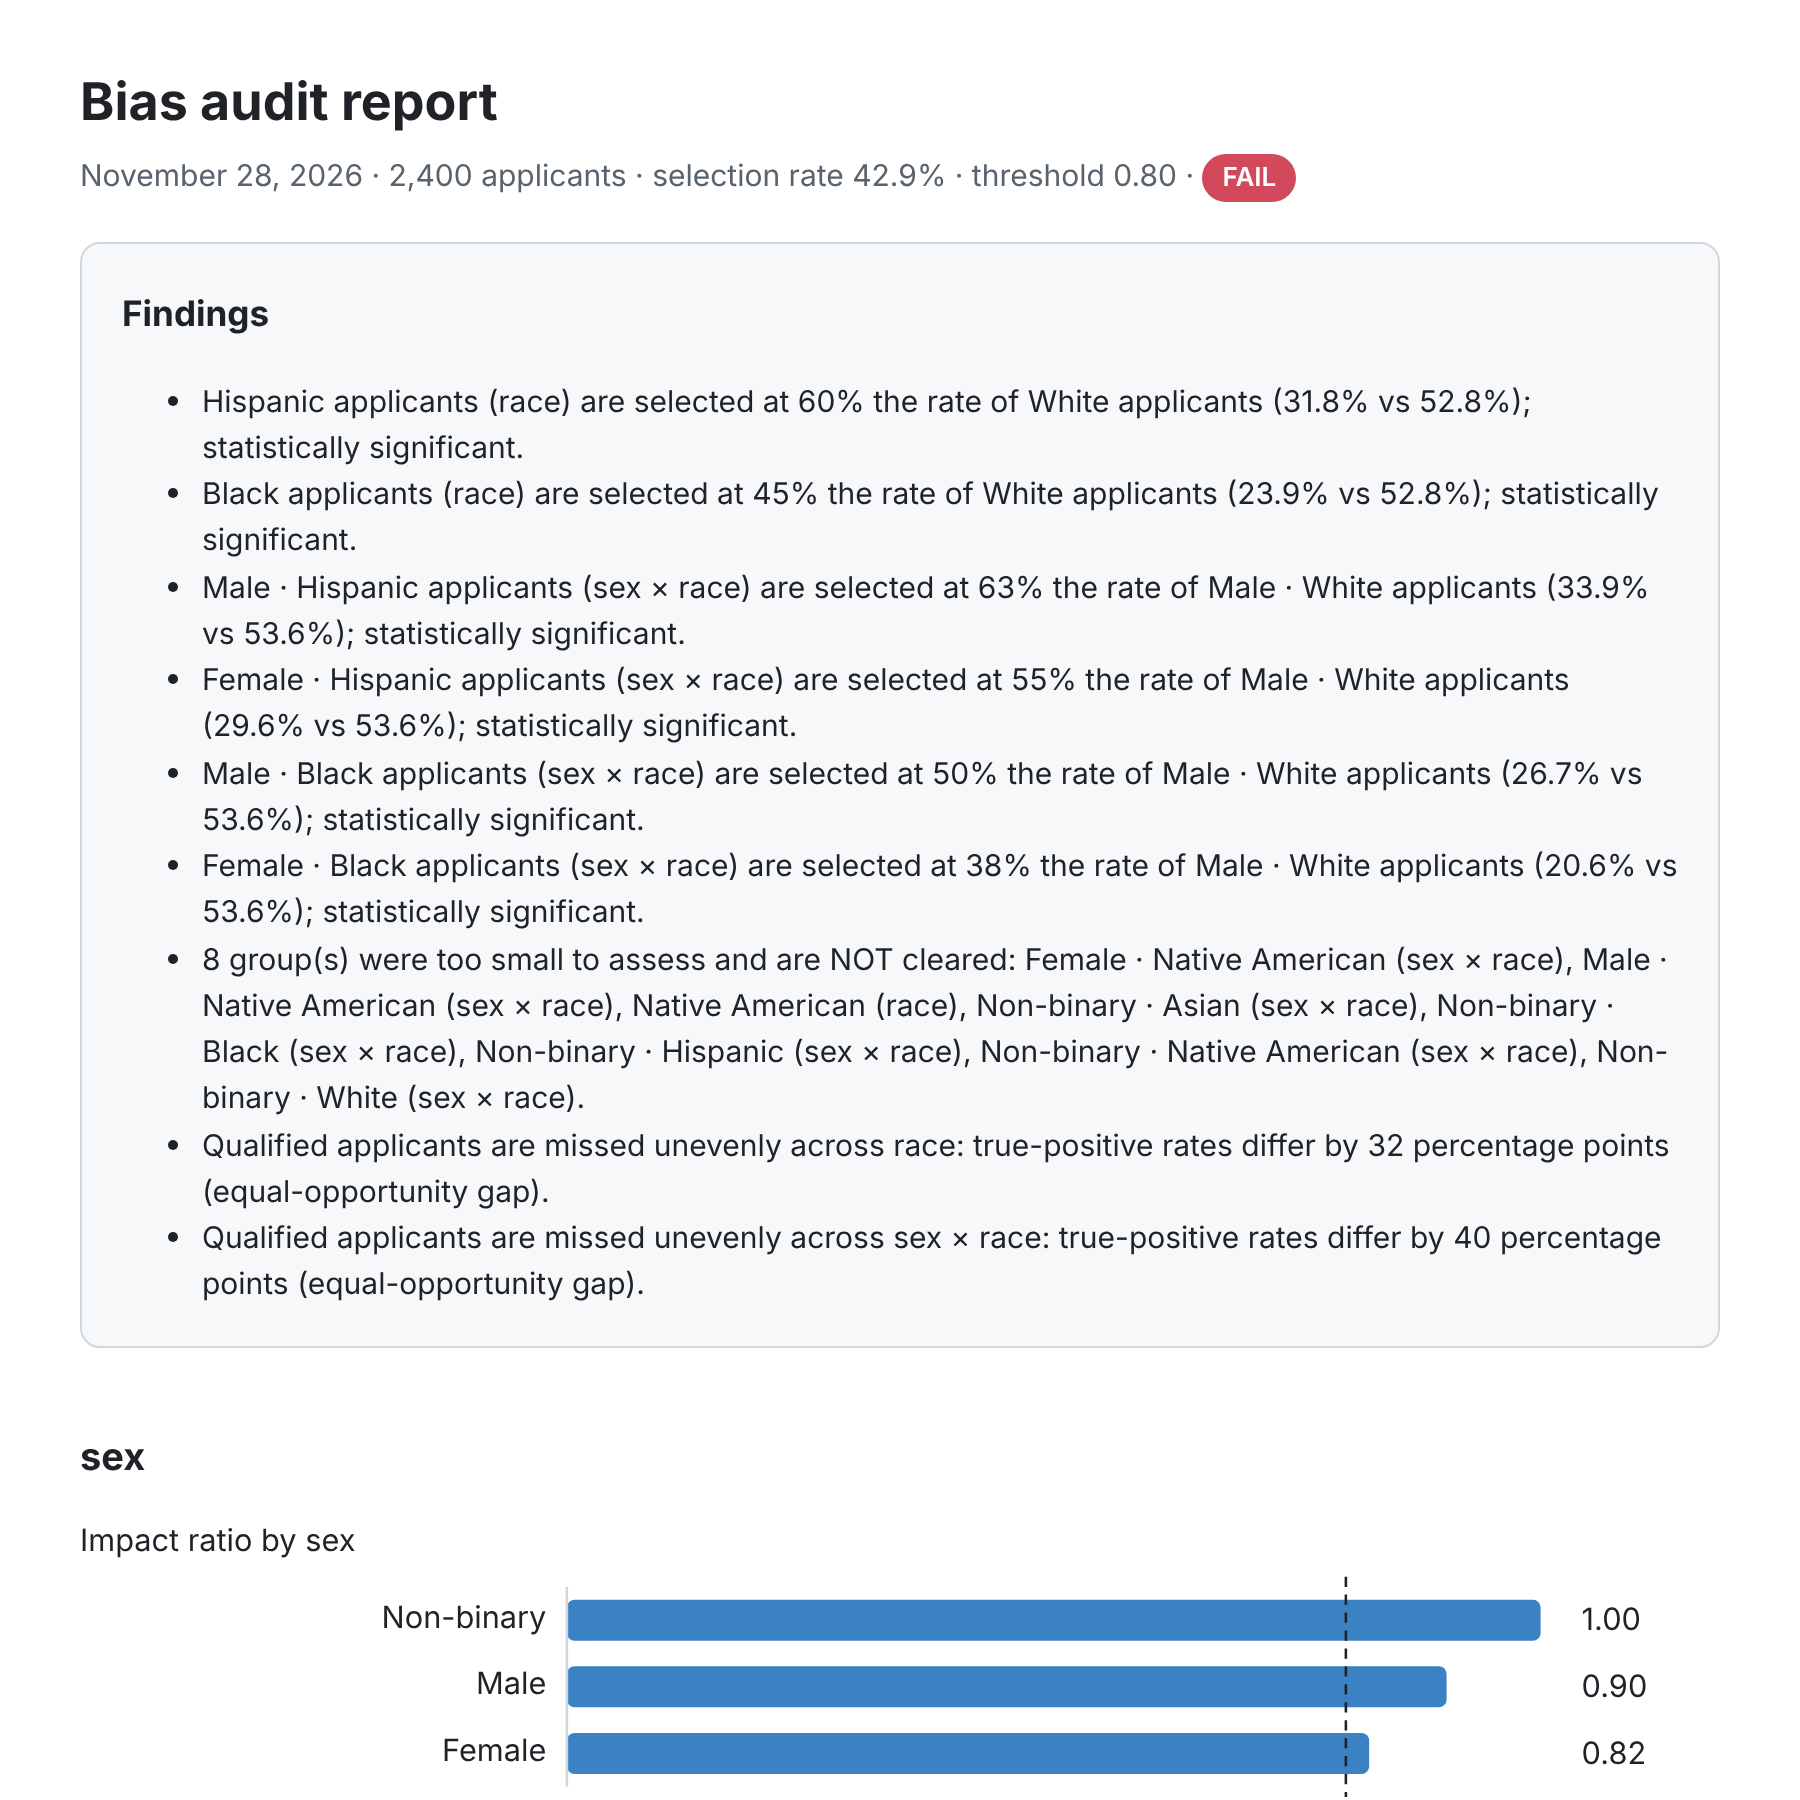 Bias audit report
November 28, 2026 · 2,400 applicants · selection rate 42.9% · threshold 0.80 · FAIL
Findings
• Hispanic applicants (race) are selected at 60% the rate of White applicants (31.8% vs 52.8%);
statistically significant.
• Black applicants (race) are selected at 45% the rate of White applicants (23.9% vs 52.8%); statistically
significant.
• Male · Hispanic applicants (sex × race) are selected at 63% the rate of Male · White applicants (33.9%
vs 53.6%); statistically significant.
• Female · Hispanic applicants (sex × race) are selected at 55% the rate of Male · White applicants
(29.6% vs 53.6%); statistically significant.
• Male · Black applicants (sex × race) are selected at 50% the rate of Male · White applicants (26.7% vs
53.6%); statistically significant.
• Female · Black applicants (sex × race) are selected at 38% the rate of Male · White applicants (20.6% vs
53.6%); statistically significant.
• 8 group(s) were too small to assess and are NOT cleared: Female · Native American (sex × race), Male ·
Native American (sex × race), Native American (race), Non-binary · Asian (sex × race), Non-binary ·
Black (sex × race), Non-binary · Hispanic (sex × race), Non-binary · Native American (sex × race), Non-
binary · White (sex × race).
• Qualified applicants are missed unevenly across race: true-positive rates differ by 32 percentage points
(equal-opportunity gap).
• Qualified applicants are missed unevenly across sex × race: true-positive rates differ by 40 percentage
points (equal-opportunity gap).
sex
Impact ratio by sex
Non-binary 1.00
Male 0.90
Female 0.82